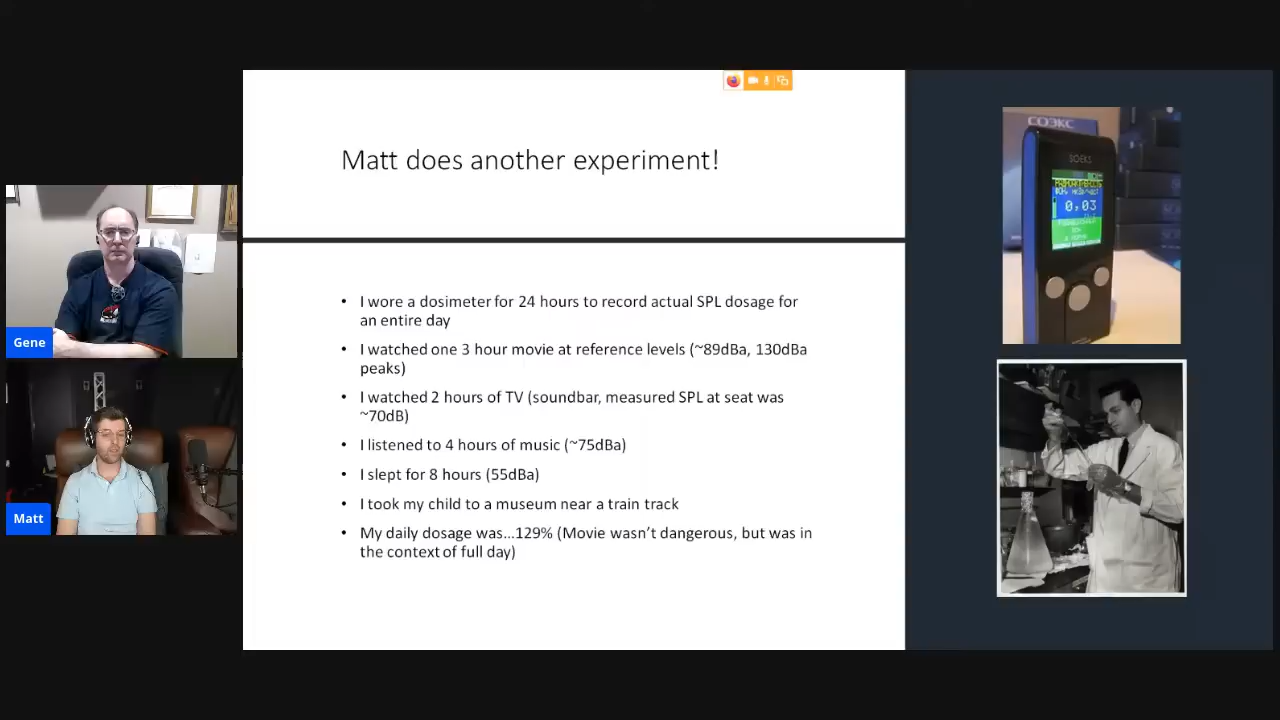 Matt does another experiment!
• I wore a dosimeter for 24 hours to record actual SPL dosage for
an entire day
• I watched one 3 hour movie at reference levels (~89dBa, 130dBa
peaks)
• I watched 2 hours of TV (soundbar, measured SPL at seat was
~70dB)
• I listened to 4 hours of music (~75dBa)
• I slept for 8 hours (55dBa)
• I took my child to a museum near a train track
• My daily dosage was...129% (Movie wasn't dangerous, but was in
the context of full day)
Gene
Matt
СОЭКС
SOEKS
0,03